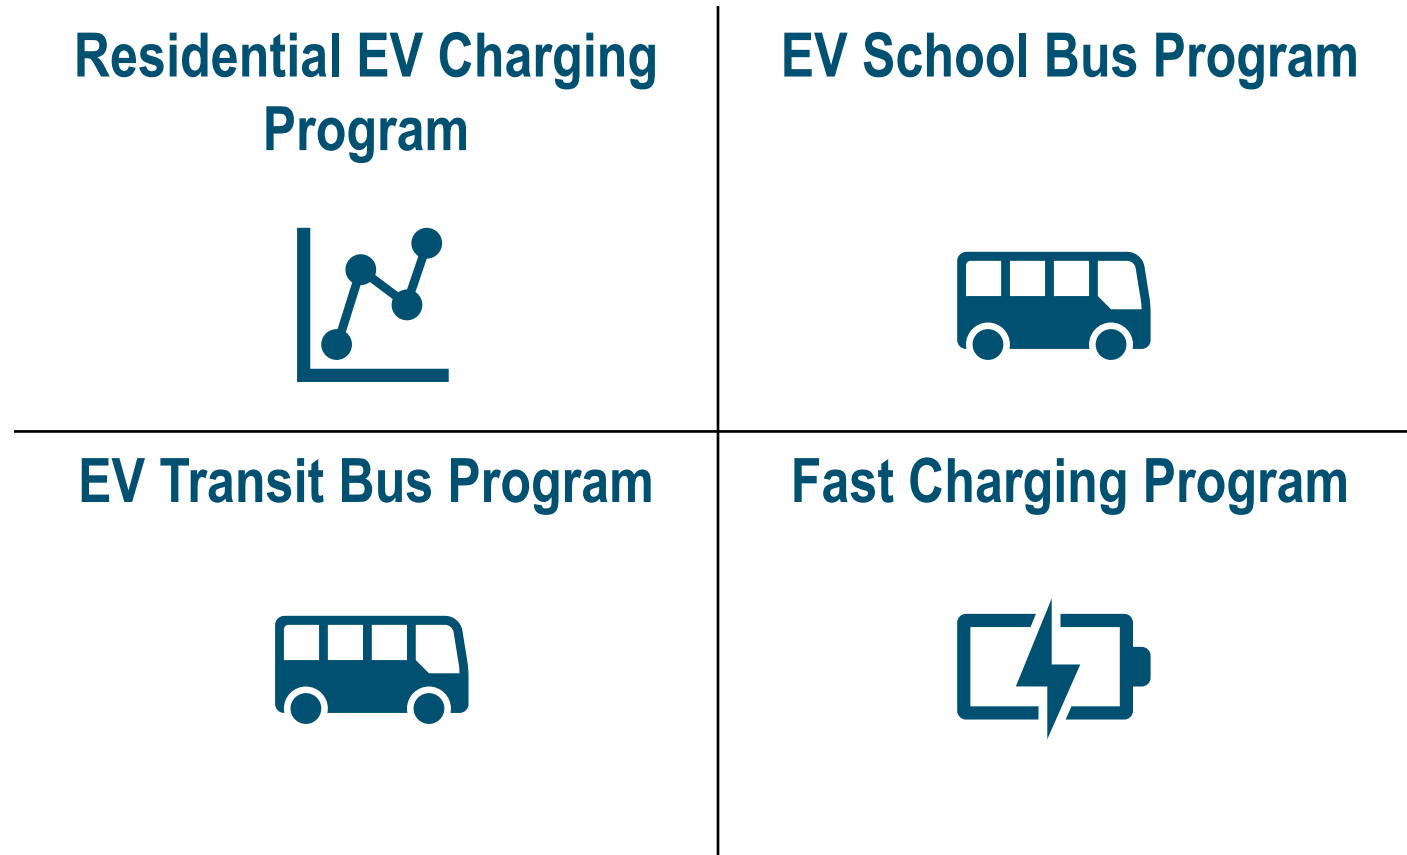 Residential EV Charging
Program
EV School Bus Program
EV Transit Bus Program
Fast Charging Program